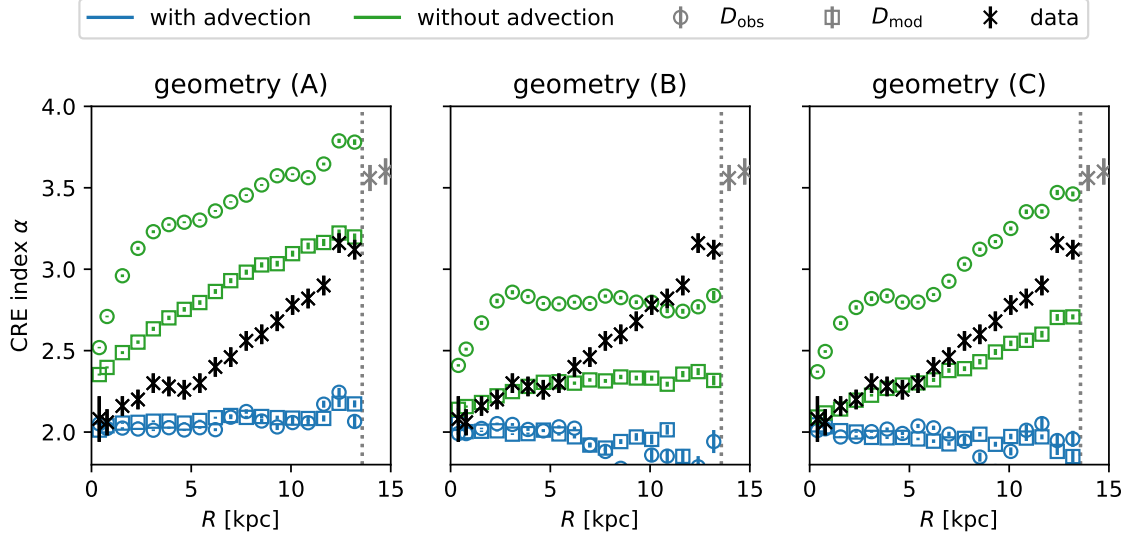 with advection without advection D_obs D_mod data
geometry (A) geometry (B) geometry (C)
CRE index α
4.0
3.5
3.0
2.5
2.0
0 5 10 15 0 5 10 15 0 5 10 15
R [kpc] R [kpc] R [kpc]